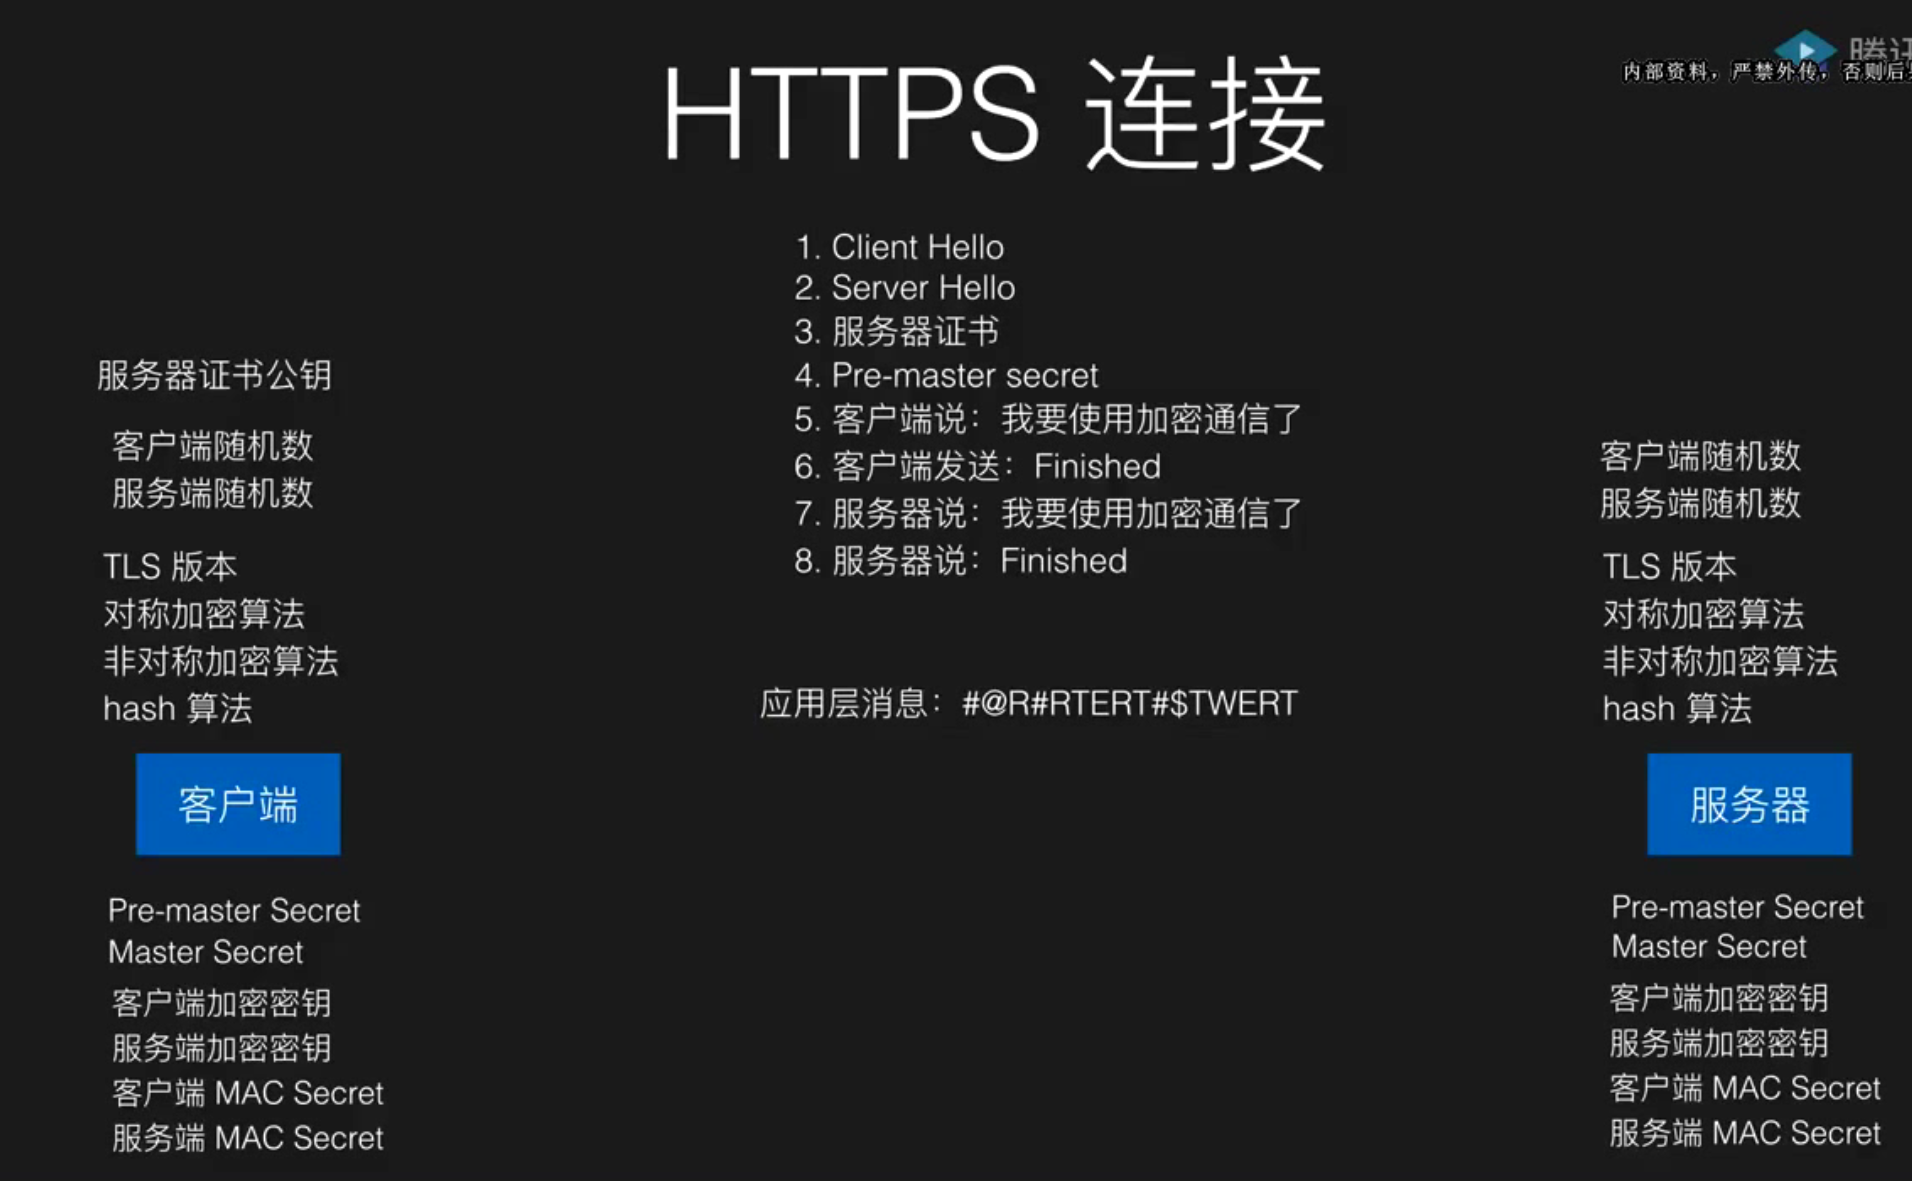 腾讯
内部资料，严禁外传，否则后
HTTPS 连接
1. Client Hello
2. Server Hello
3. 服务器证书
4. Pre-master secret
5. 客户端说：我要使用加密通信了
6. 客户端发送：Finished
7. 服务器说：我要使用加密通信了
8. 服务器说：Finished
应用层消息：#@R#RTERT#$TWERT
服务器证书公钥
客户端随机数
服务端随机数
TLS 版本
对称加密算法
非对称加密算法
hash 算法
客户端
Pre-master Secret
Master Secret
客户端加密密钥
服务端加密密钥
客户端 MAC Secret
服务端 MAC Secret
客户端随机数
服务端随机数
TLS 版本
对称加密算法
非对称加密算法
hash 算法
服务器
Pre-master Secret
Master Secret
客户端加密密钥
服务端加密密钥
客户端 MAC Secret
服务端 MAC Secret